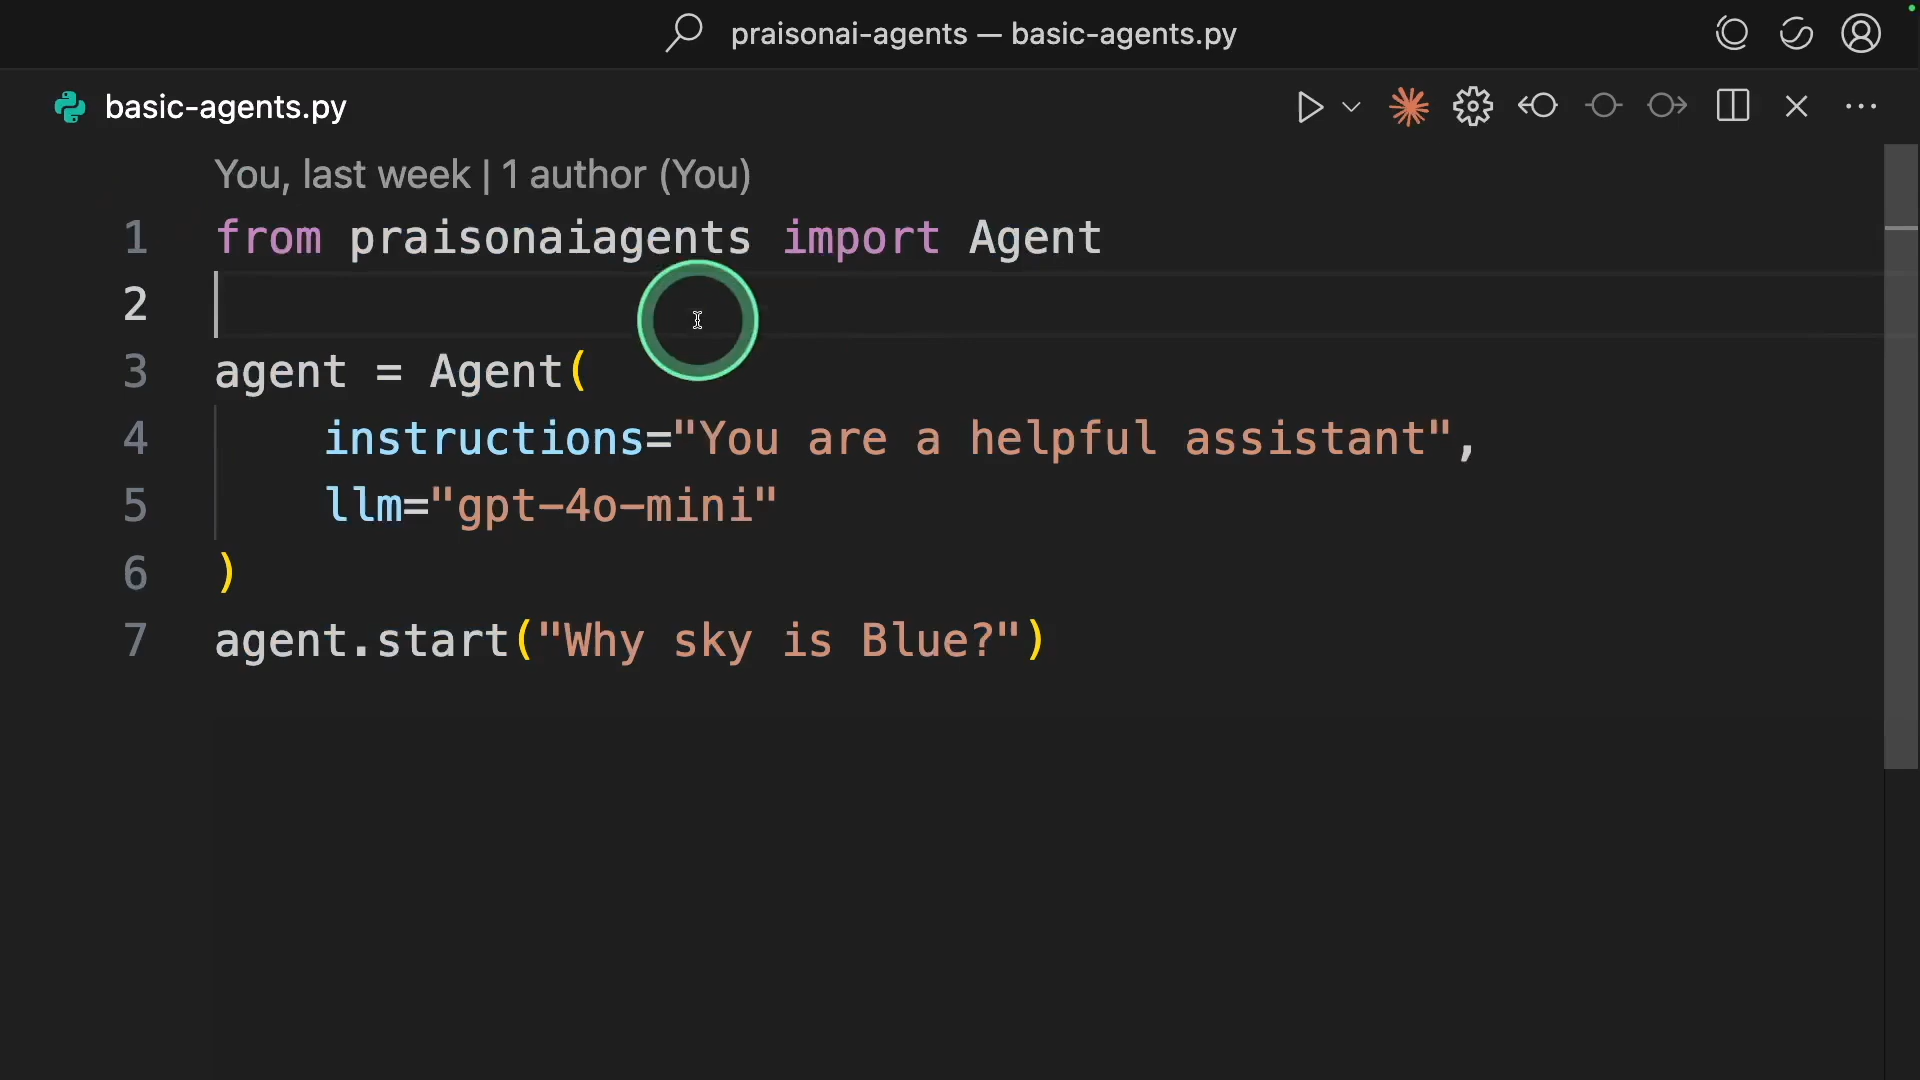 praisonai-agents — basic-agents.py
basic-agents.py
You, last week | 1 author (You)
1 from praisonaiagents import Agent
2
3 agent = Agent(
4     instructions="You are a helpful assistant",
5     llm="gpt-4o-mini"
6 )
7 agent.start("Why sky is Blue?")